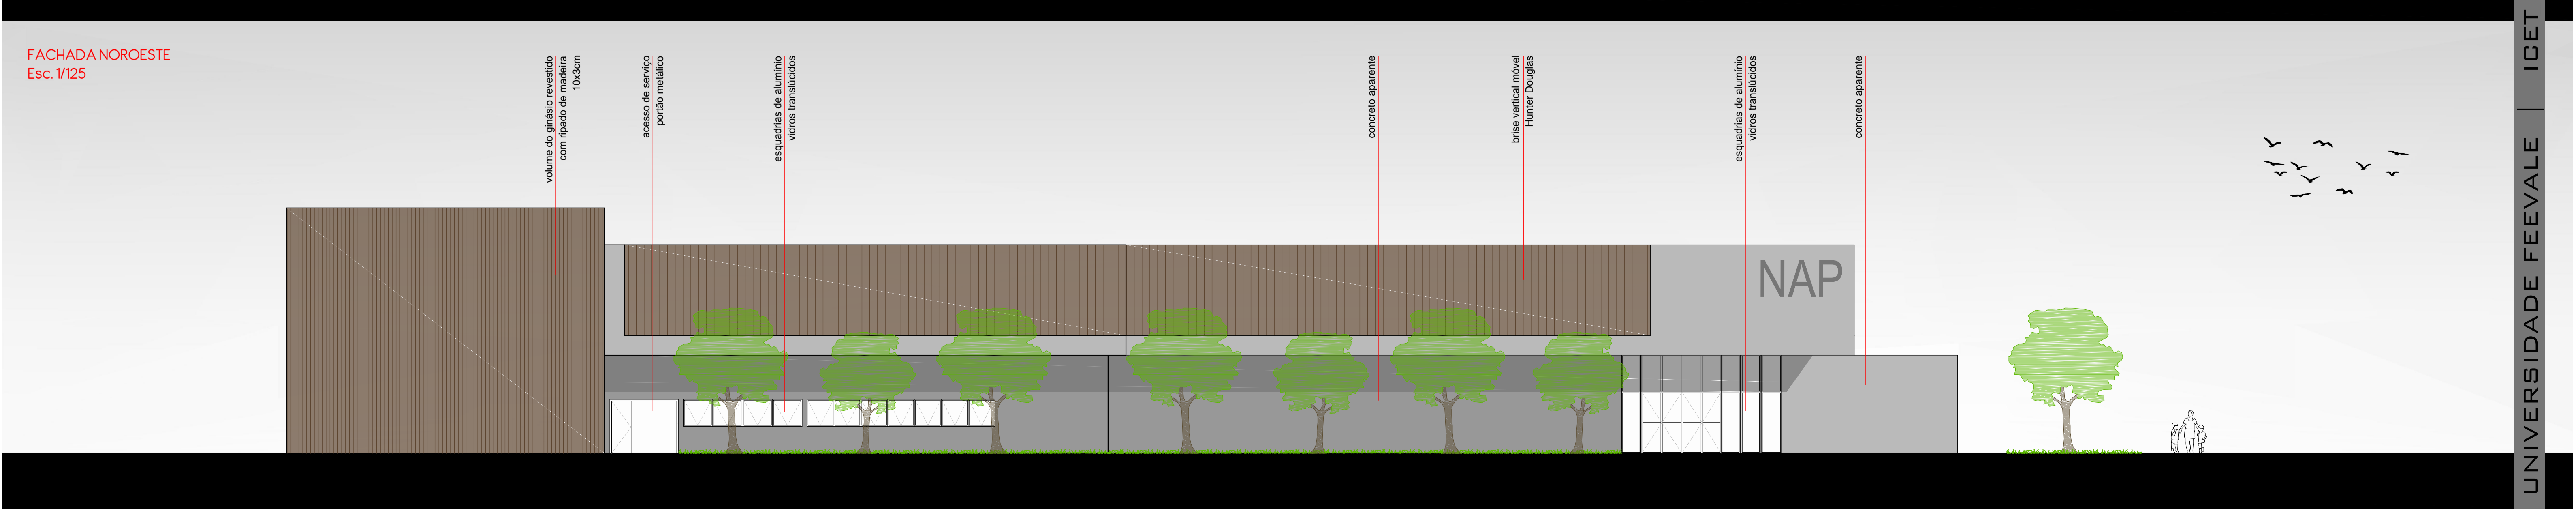 FACHADA NOROESTE
Esc. 1/125
volume do ginásio revestido
com ripado de madeira
10x3cm
acesso de serviço
portão metálico
esquadrias de alumínio
vidros translúcidos
concreto aparente
brise vertical móvel
Hunter Douglas
esquadrias de alumínio
vidros translúcidos
concreto aparente
NAP
UNIVERSIDADE FEEVALE | ICET